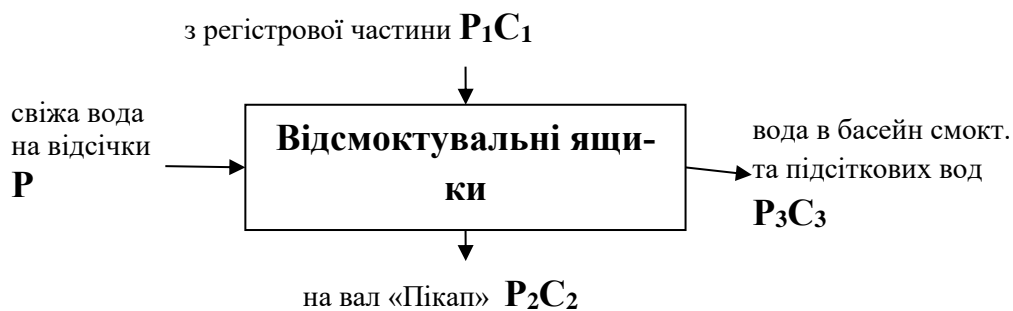 з регістрової частини P₁C₁
свіжа вода
на відсічки
P
Відсмоктувальні ящи-
ки
вода в басейн смокт.
та підсіткових вод
P₃C₃
на вал «Пікап» P₂C₂